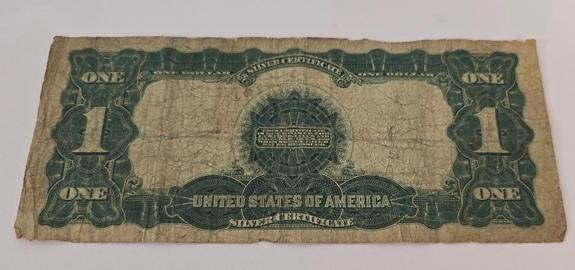 SILVER CERTIFICATE
ONE ONE DOLLAR ONE DOLLAR ONE
1 1
ONE ONE
UNITED STATES OF AMERICA
SILVER CERTIFICATE